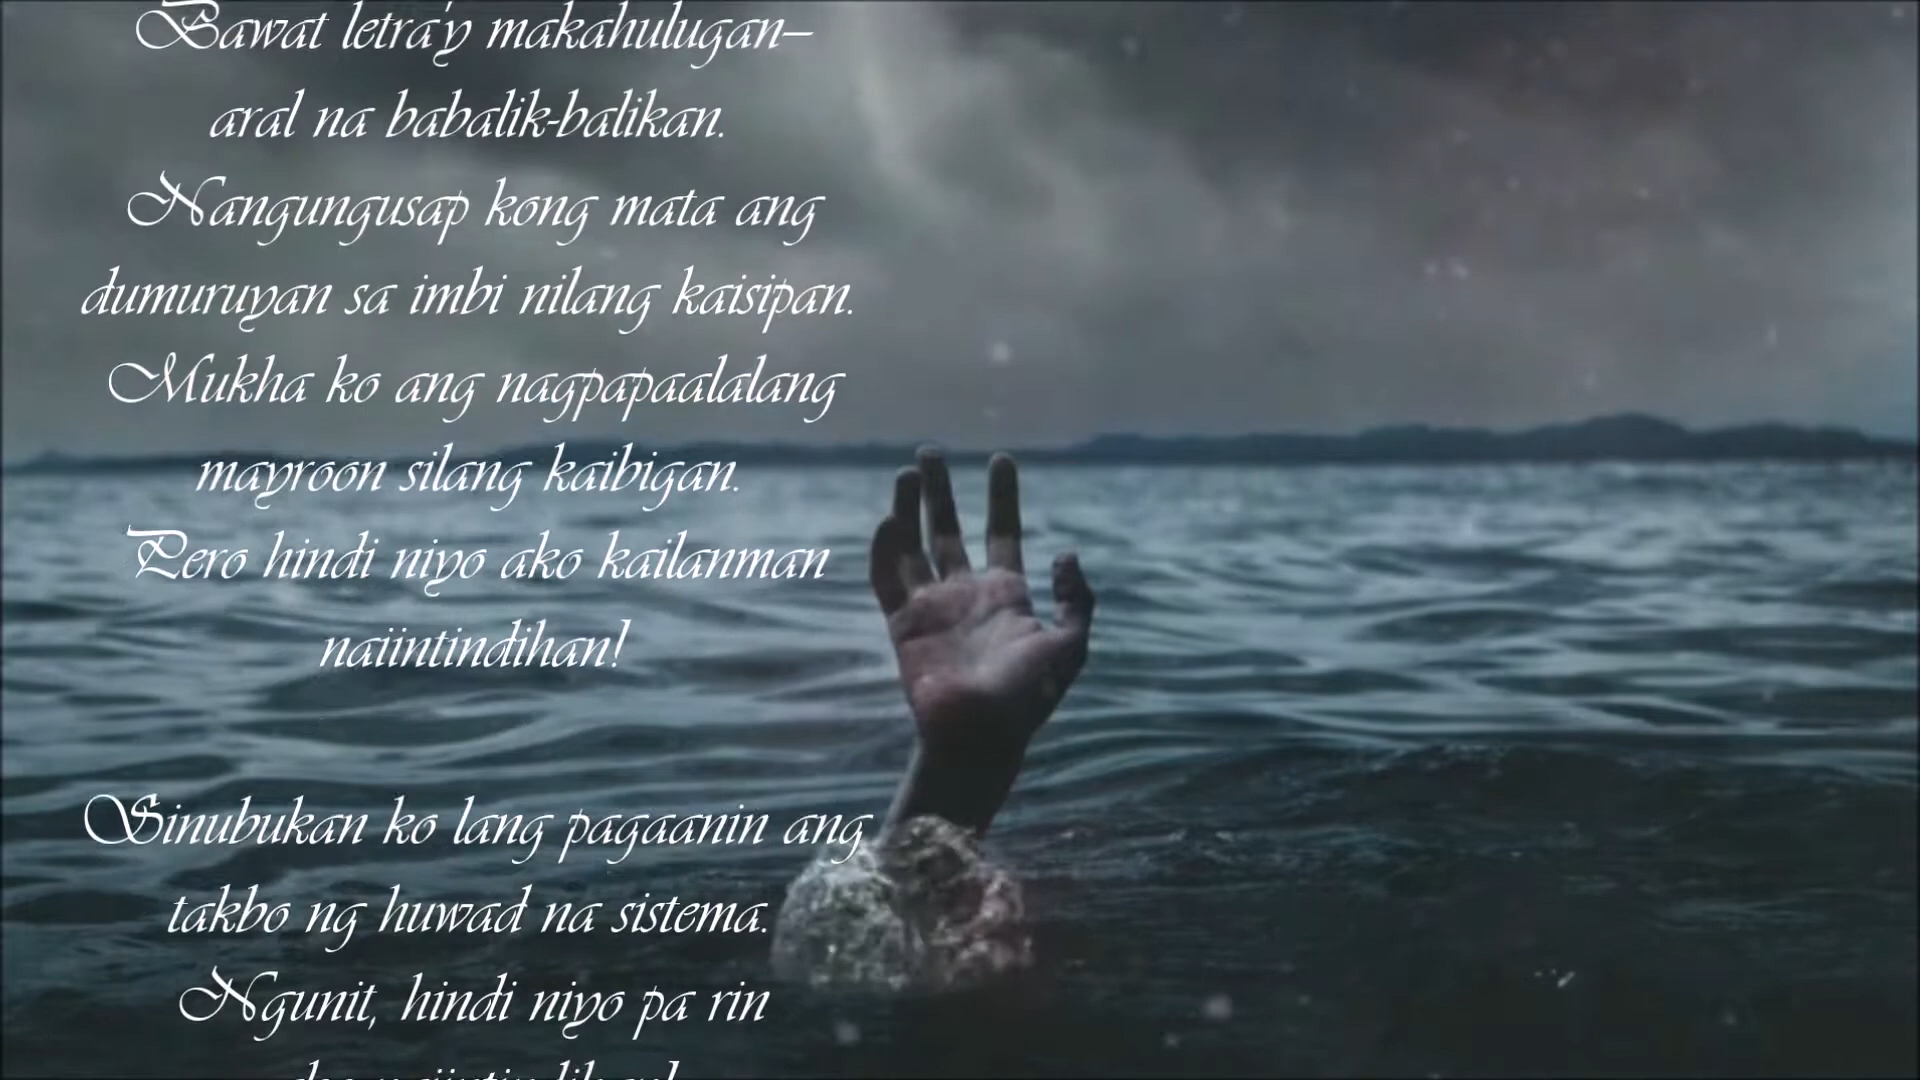 Bawat letra'y makahulugan—
aral na babalik-balikan.
Nangungusap kong mata ang
dumuruyan sa imbi nilang kaisipan.
Mukha ko ang nagpapaalalang
mayroon silang kaibigan.
Pero hindi niyo ako kailanman
naiintindihan!
Sinubukan ko lang pagaanin ang
takbo ng huwad na sistema.
Ngunit, hindi niyo pa rin